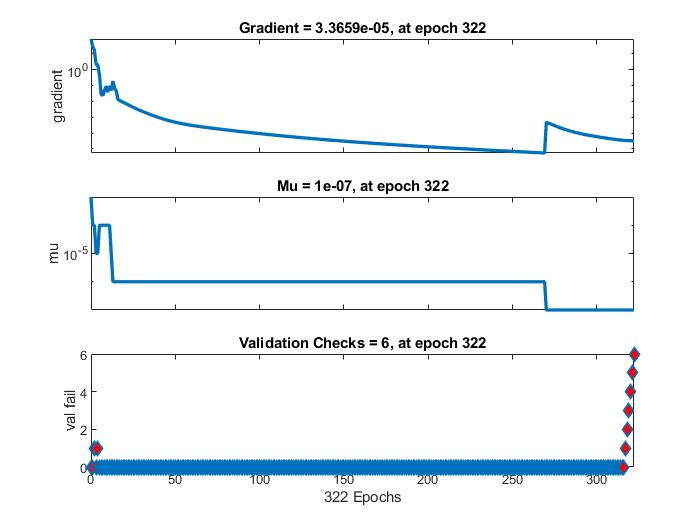 Gradient = 3.3659e-05, at epoch 322
gradient
10^0
Mu = 1e-07, at epoch 322
mu
10^-5
Validation Checks = 6, at epoch 322
val fail
6
4
2
0
0 50 100 150 200 250 300
322 Epochs